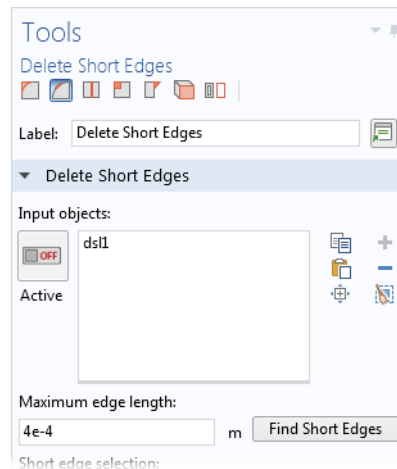 Tools
Delete Short Edges
Label: Delete Short Edges
Delete Short Edges
Input objects:
dsl1
OFF
Active
Maximum edge length:
4e-4 m Find Short Edges
Short edge selection: